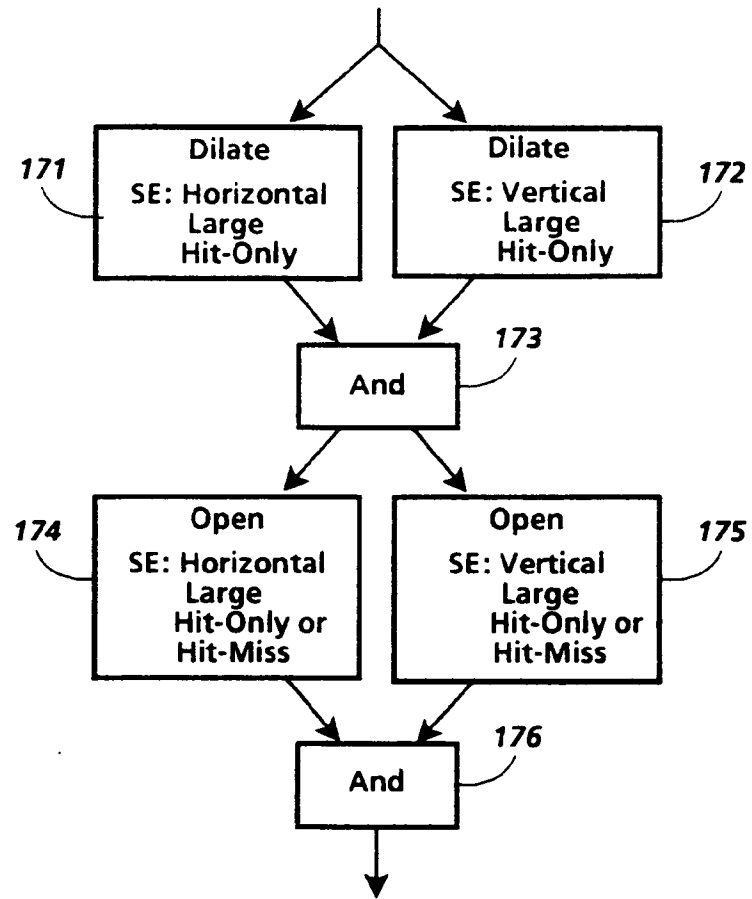 171
Dilate
SE: Horizontal
Large
Hit-Only
Dilate
SE: Vertical
Large
Hit-Only
172
And
173
174
Open
SE: Horizontal
Large
Hit-Only or
Hit-Miss
Open
SE: Vertical
Large
Hit-Only or
Hit-Miss
175
And
176